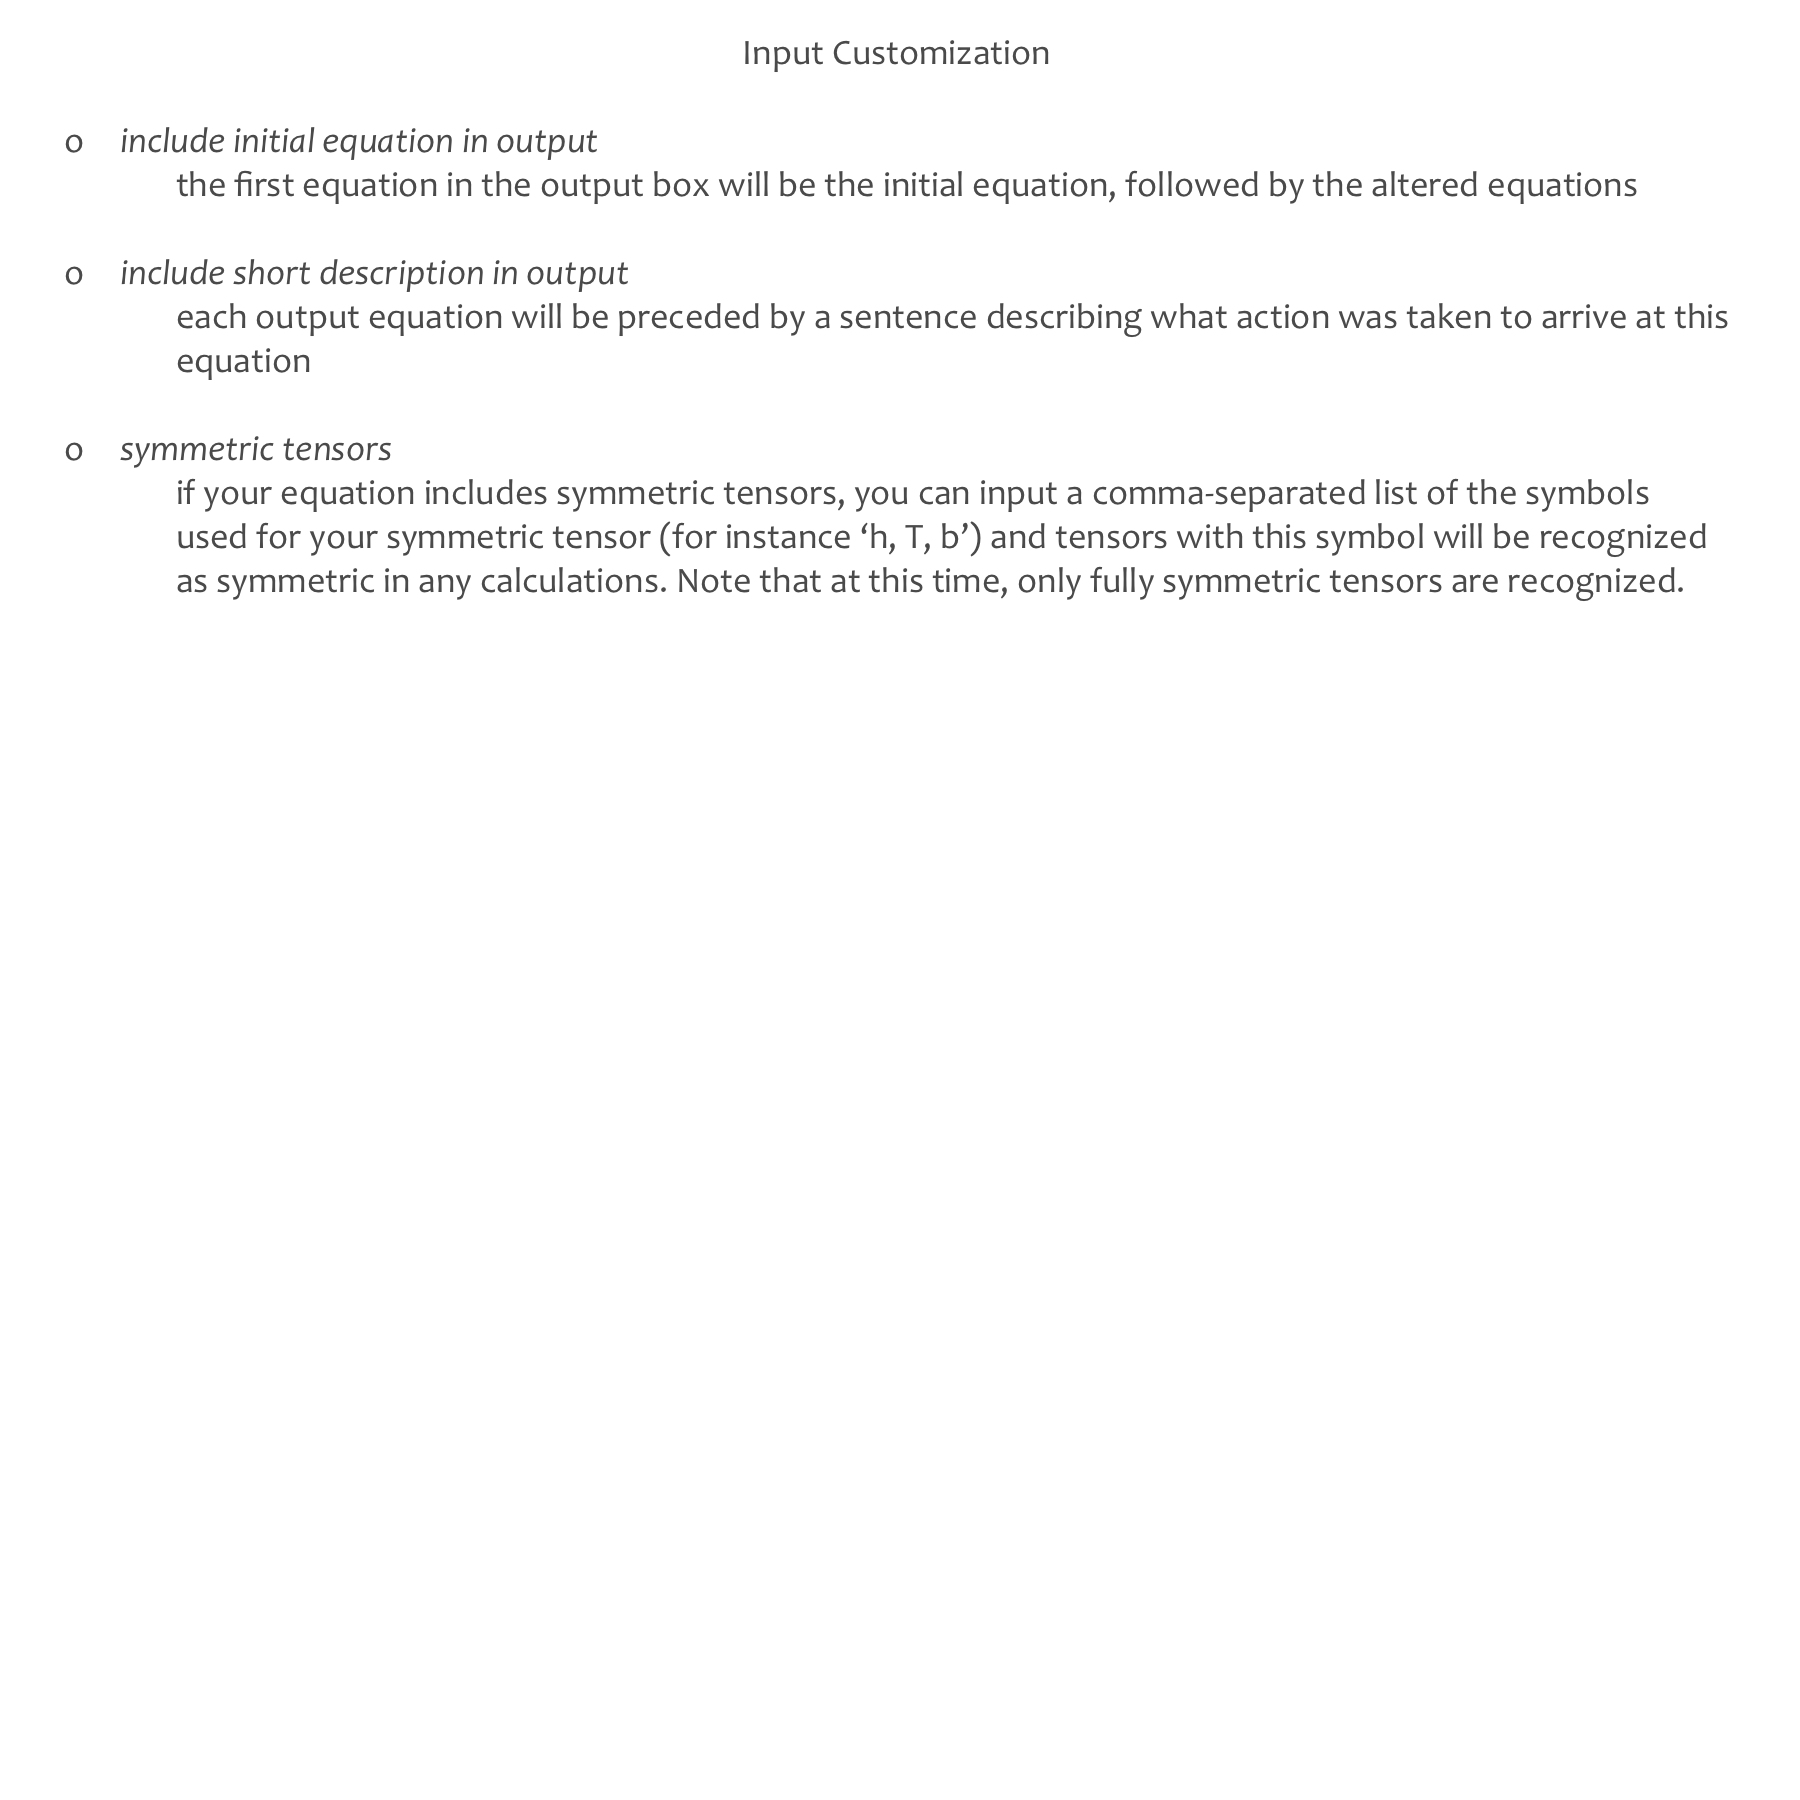 Input Customization
o include initial equation in output
the first equation in the output box will be the initial equation, followed by the altered equations
o include short description in output
each output equation will be preceded by a sentence describing what action was taken to arrive at this
equation
o symmetric tensors
if your equation includes symmetric tensors, you can input a comma-separated list of the symbols
used for your symmetric tensor (for instance ‘h, T, b’) and tensors with this symbol will be recognized
as symmetric in any calculations. Note that at this time, only fully symmetric tensors are recognized.